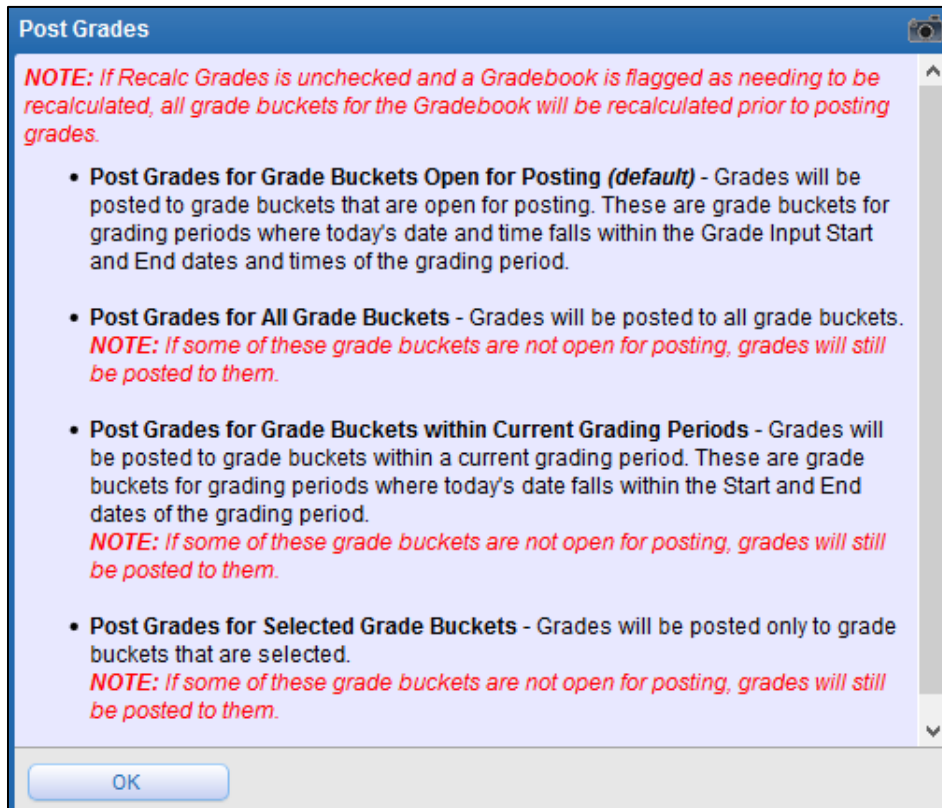 Post Grades
NOTE: If Recalc Grades is unchecked and a Gradebook is flagged as needing to be
recalculated, all grade buckets for the Gradebook will be recalculated prior to posting
grades.
• Post Grades for Grade Buckets Open for Posting (default) - Grades will be
posted to grade buckets that are open for posting. These are grade buckets for
grading periods where today's date and time falls within the Grade Input Start
and End dates and times of the grading period.
• Post Grades for All Grade Buckets - Grades will be posted to all grade buckets.
NOTE: If some of these grade buckets are not open for posting, grades will still
be posted to them.
• Post Grades for Grade Buckets within Current Grading Periods - Grades will
be posted to grade buckets within a current grading period. These are grade
buckets for grading periods where today's date falls within the Start and End
dates of the grading period.
NOTE: If some of these grade buckets are not open for posting, grades will still
be posted to them.
• Post Grades for Selected Grade Buckets - Grades will be posted only to grade
buckets that are selected.
NOTE: If some of these grade buckets are not open for posting, grades will still
be posted to them.
OK